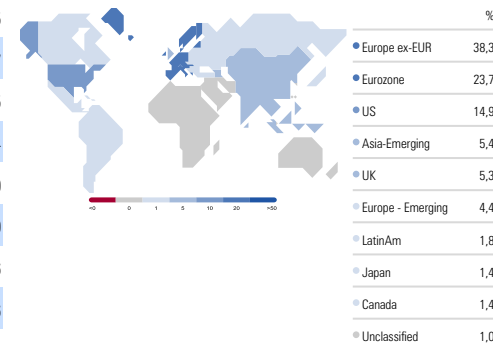 %
Europe ex-EUR 38,3
Eurozone 23,7
US 14,9
Asia-Emerging 5,4
UK 5,3
Europe - Emerging 4,4
LatinAm 1,8
Japan 1,4
Canada 1,4
Unclassified 1,0
<0 0 1 5 10 20 >50